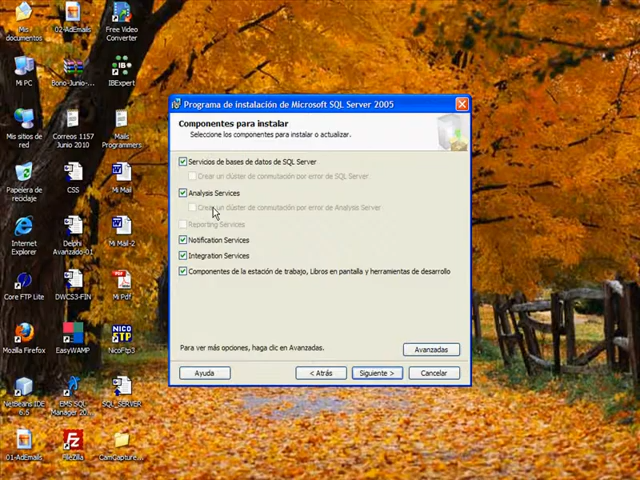 Mis documentos
02-AdEmails
Free Video Converter
Mi PC
Bono-Junio-...
IBExpert
Mis sitios de red
Correos 1157 Junio 2010
Mails Programmers
Papelera de reciclaje
CSS
Mi Mail
Internet Explorer
Delphi Avanzado-01
Mi Mail-2
Core FTP Lite
DWCS3-FIN
Mi Pdf
Mozilla Firefox
EasyWAMP
NICO FTP
NicoFtp3
Netbeans IDE 6.5
EMS SQL Manager 20...
SQL_SERVER
01-AdEmails
FileZilla
CamCapture...
Programa de instalación de Microsoft SQL Server 2005
Componentes para instalar
Seleccione los componentes para instalar o actualizar.
Servicios de bases de datos de SQL Server
Crear un clúster de conmutación por error de SQL Server
Analysis Services
Crear un clúster de conmutación por error de Analysis Server
Reporting Services
Notification Services
Integration Services
Componentes de la estación de trabajo, Libros en pantalla y herramientas de desarrollo
Para ver más opciones, haga clic en Avanzadas.
Avanzadas
Ayuda
< Atrás
Siguiente >
Cancelar